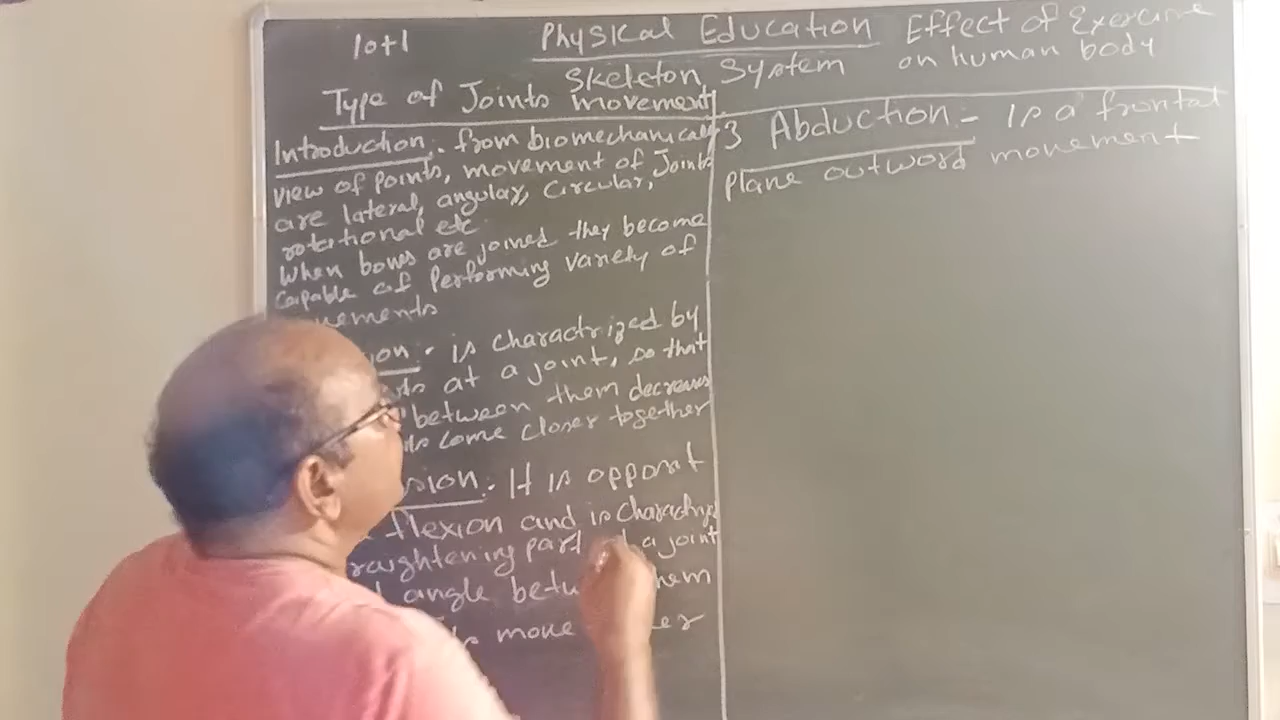 10+1
Physical Education Effect of Exercise
Skeleton System on human body
Type of Joints movement
Introduction:- from biomechanically
view of points, movement of Joints
are lateral, angular, circular,
rotational etc.
When bones are joined they become
capable of performing variety of
is charactrized by
at a joint, so that
between them decreases
come closer together
It is opposit
flexion and is charactrized
part a joint
angle
move
3 Abduction - is a frontal
plane outword movement